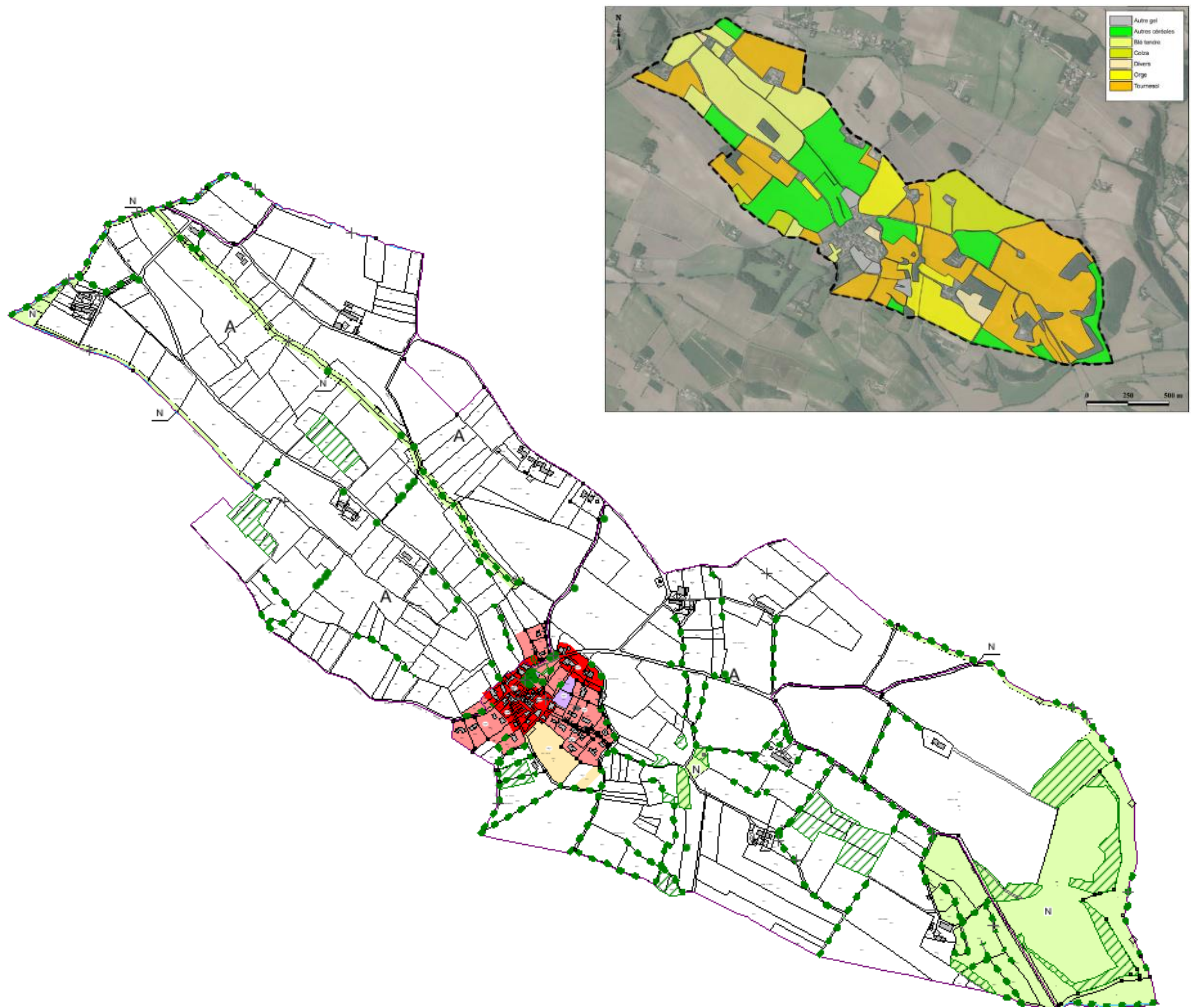 N
Autre gel
Autres céréales
Blé tendre
Colza
Divers
Orge
Tournesol
0 250 500 m
N
N
A
N
N
A
A
N
A
N
N